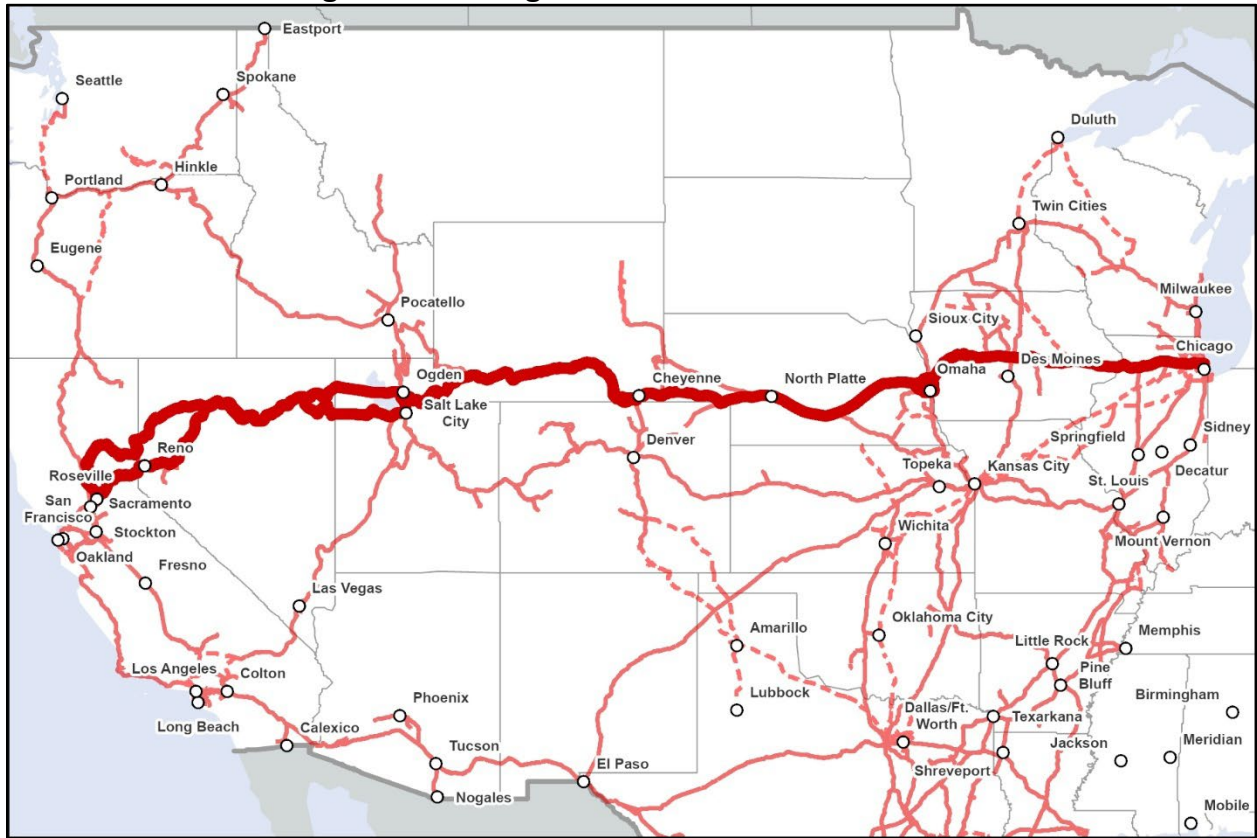 Eastport
Spokane
Seattle
Duluth
Hinkle
Portland
Twin Cities
Eugene
Pocatello
Milwaukee
Sioux City
Chicago
Des Moines
Ogden
Cheyenne
North Platte
Omaha
Salt Lake
City
Denver
Springfield
Sidney
Reno
Roseville
Topeka
Kansas City
Decatur
San
Francisco
Sacramento
St. Louis
Stockton
Wichita
Mount Vernon
Oakland
Fresno
Las Vegas
Oklahoma City
Amarillo
Little Rock
Memphis
Los Angeles
Colton
Pine
Bluff
Phoenix
Lubbock
Birmingham
Long Beach
Calexico
Dallas/Ft.
Worth
Texarkana
Tucson
Jackson
Meridian
El Paso
Shreveport
Nogales
Mobile